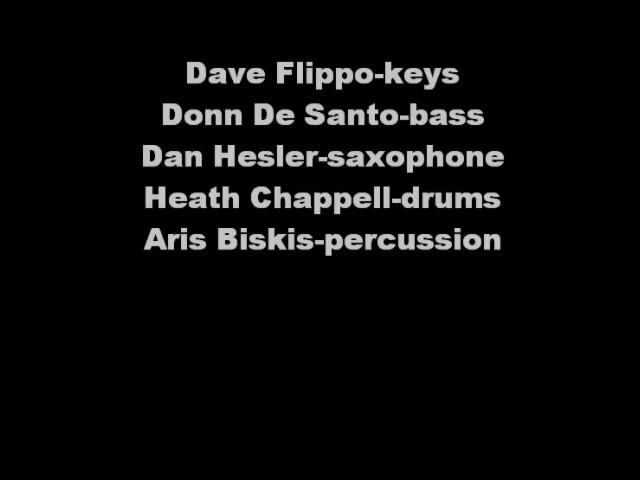 Dave Flippo-keys
Donn De Santo-bass
Dan Hesler-saxophone
Heath Chappell-drums
Aris Biskis-percussion